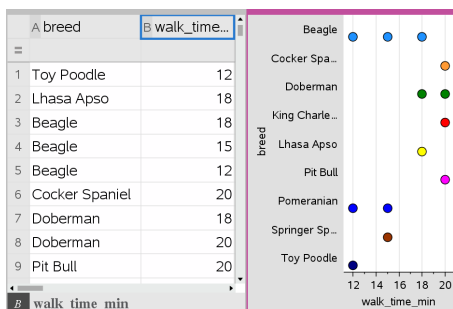 A breed B walk_time...
=
1 Toy Poodle 12
2 Lhasa Apso 18
3 Beagle 18
4 Beagle 15
5 Beagle 12
6 Cocker Spaniel 20
7 Doberman 18
8 Doberman 20
9 Pit Bull 20
B walk_time_min
breed
Beagle
Cocker Spa...
Doberman
King Charle...
Lhasa Apso
Pit Bull
Pomeranian
Springer Sp...
Toy Poodle
12 14 16 18 20
walk_time_min